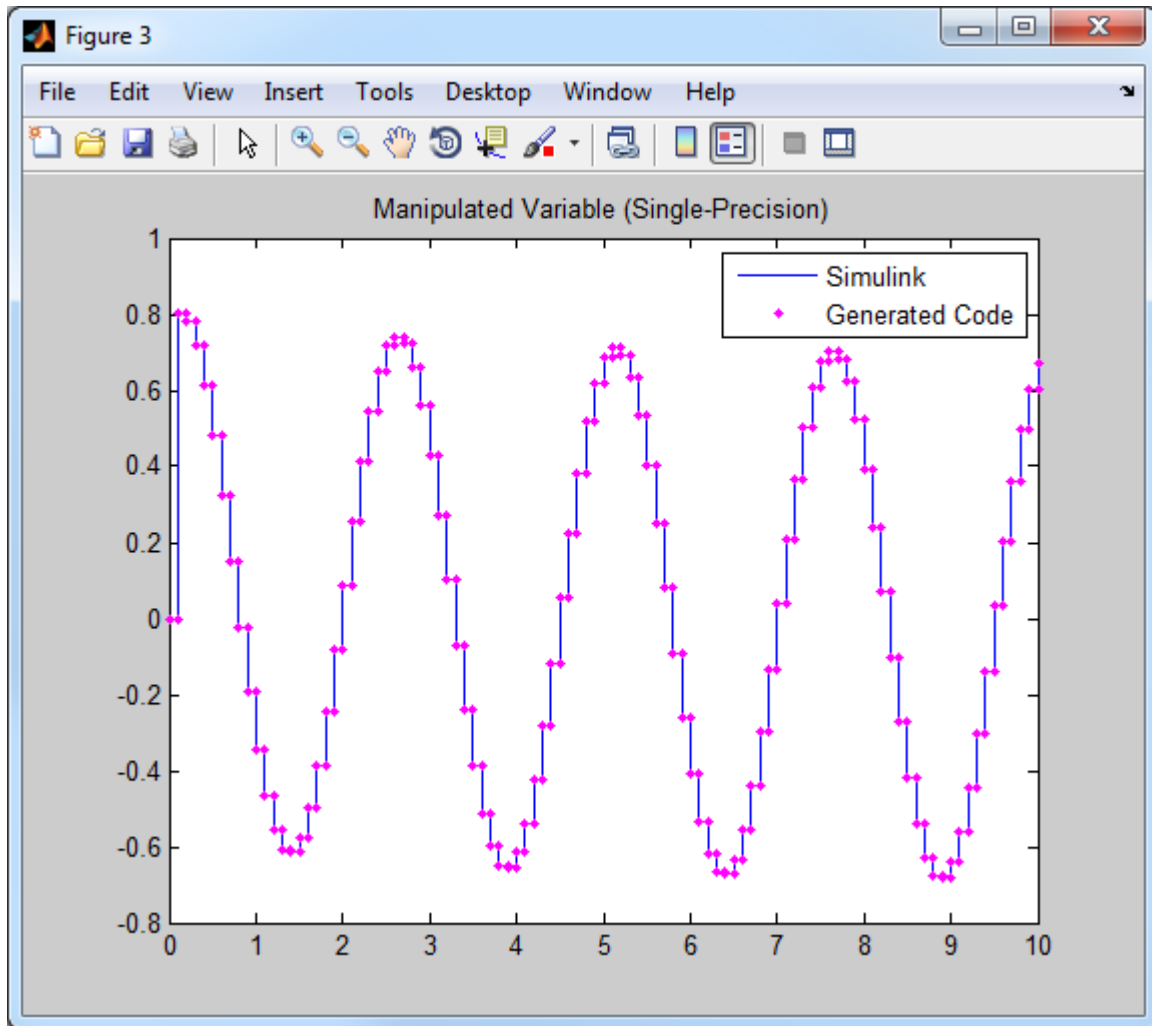 Figure 3
File Edit View Insert Tools Desktop Window Help
Manipulated Variable (Single-Precision)
Simulink
Generated Code
1
0.8
0.6
0.4
0.2
0
-0.2
-0.4
-0.6
-0.8
0 1 2 3 4 5 6 7 8 9 10